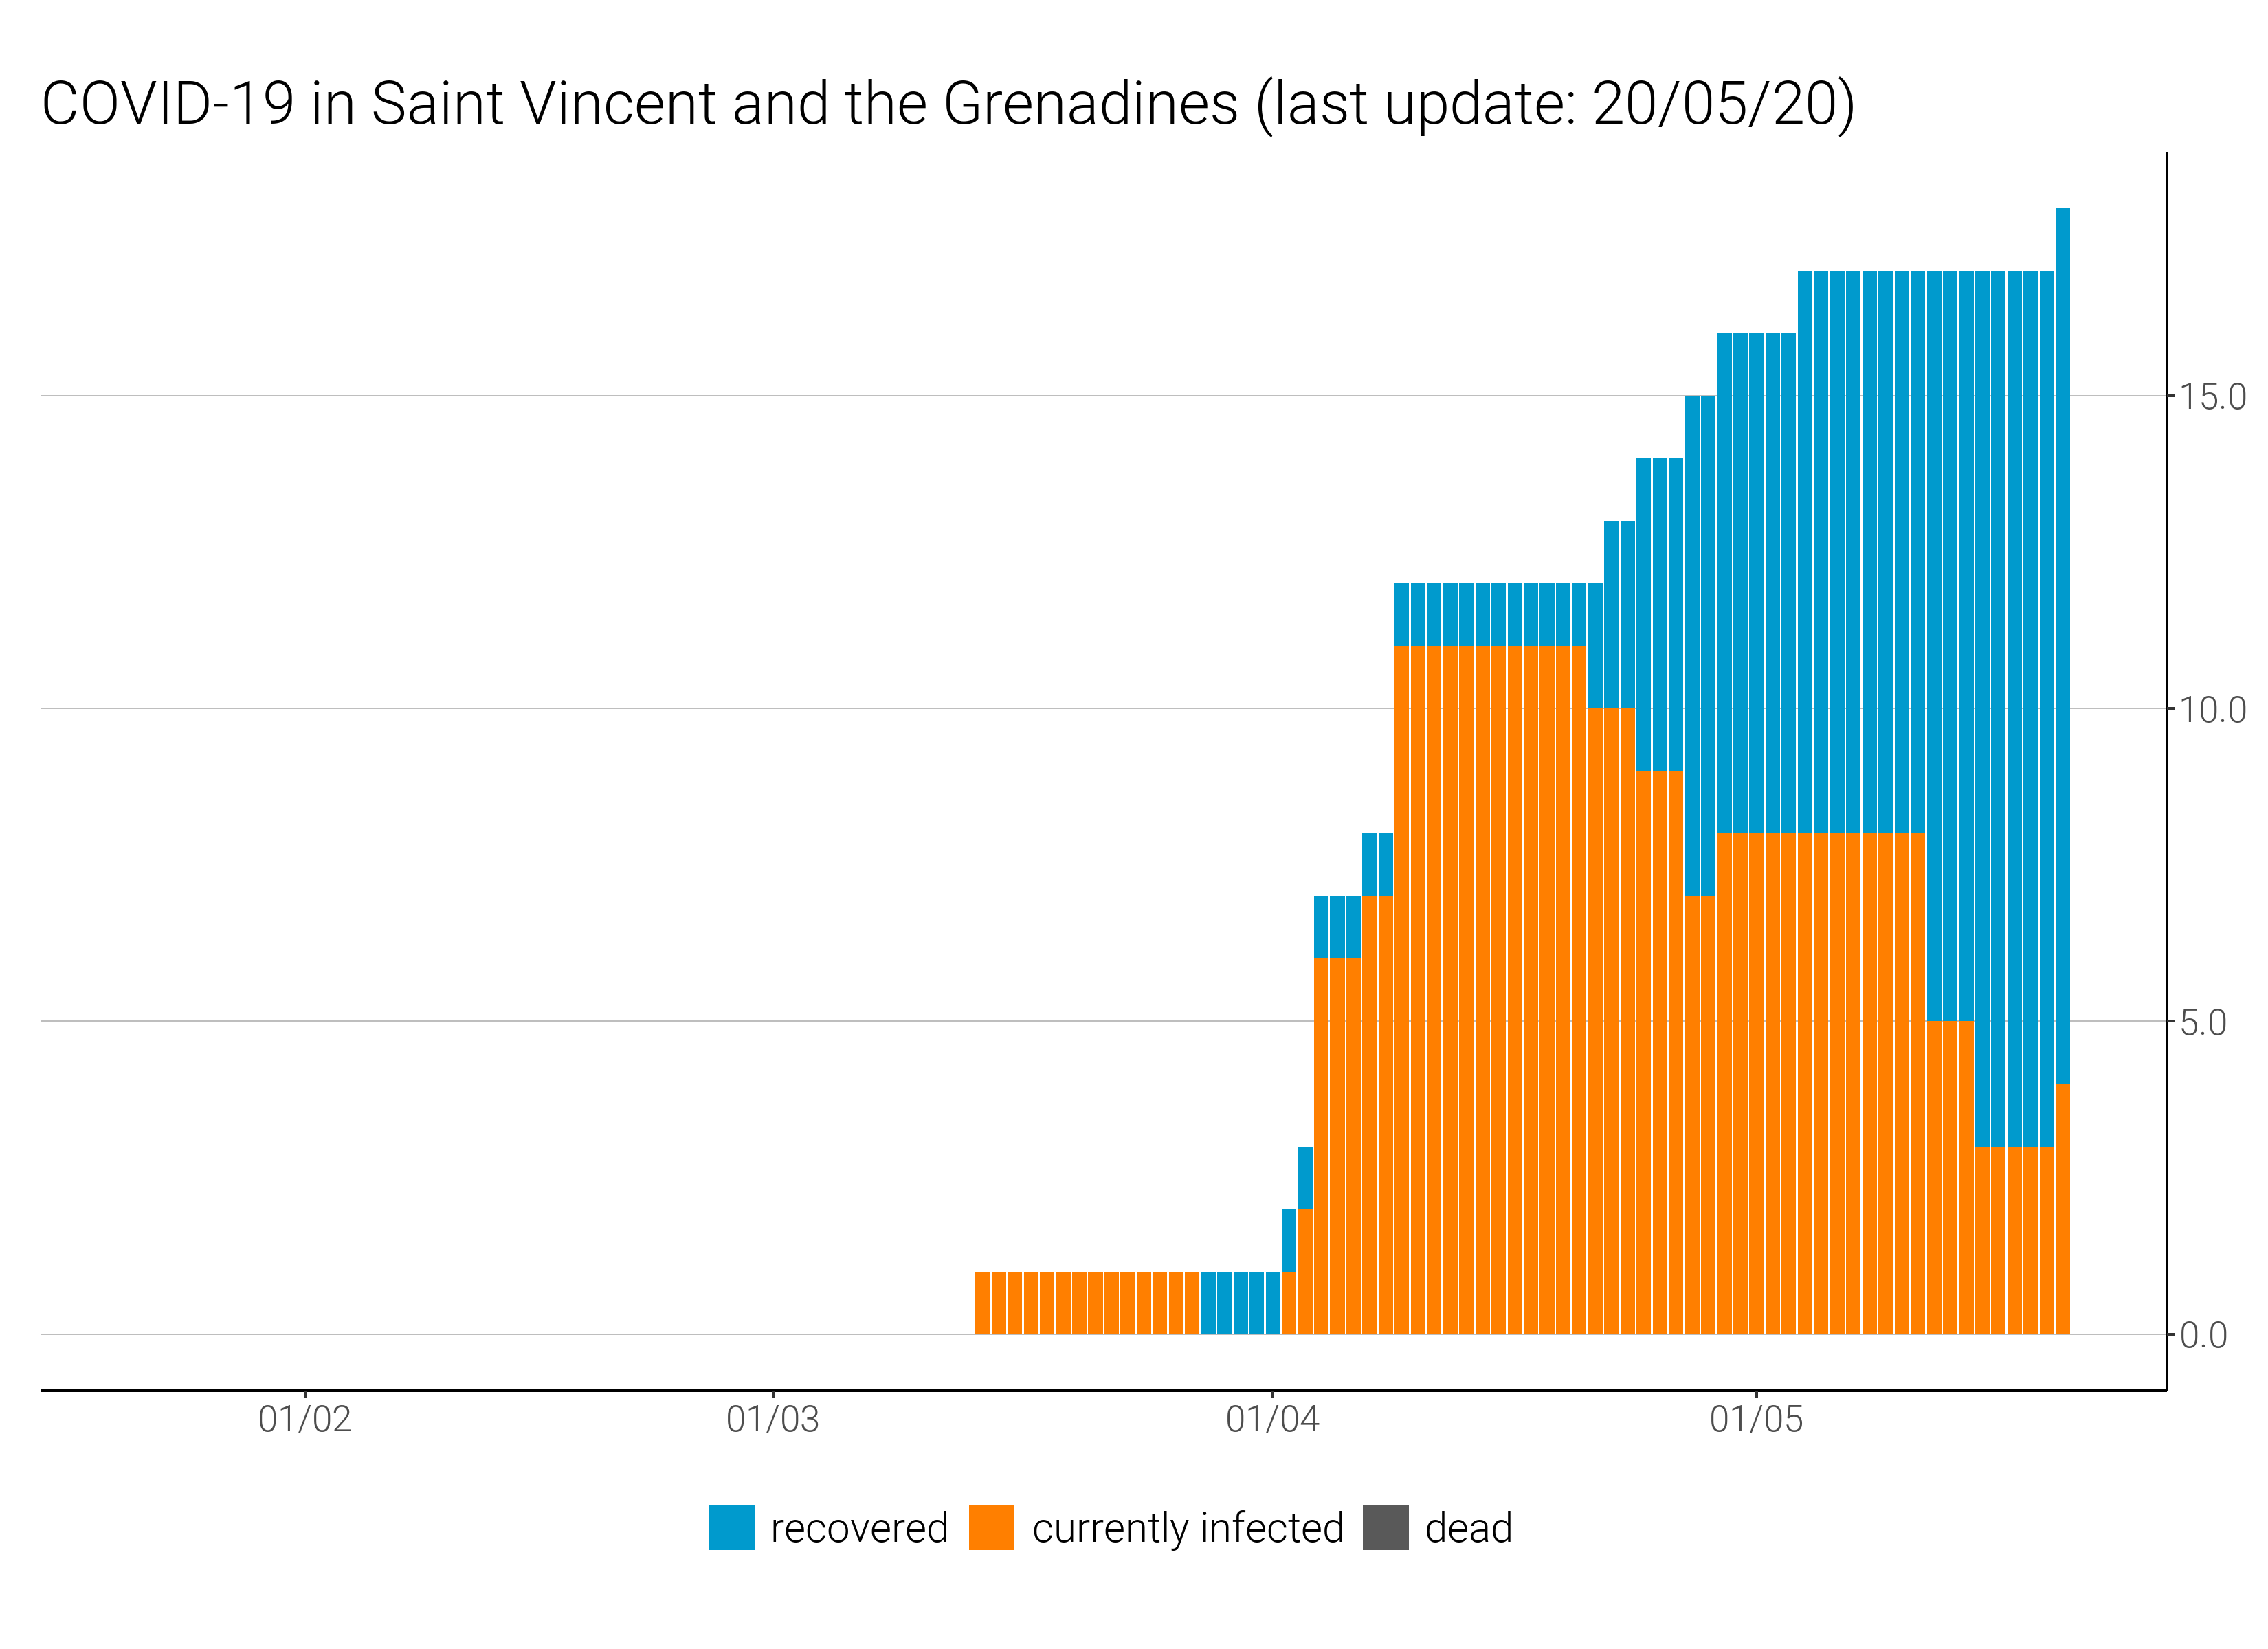 COVID-19 in Saint Vincent and the Grenadines (last update: 20/05/20)
15.0
10.0
5.0
0.0
01/02 01/03 01/04 01/05
recovered currently infected dead